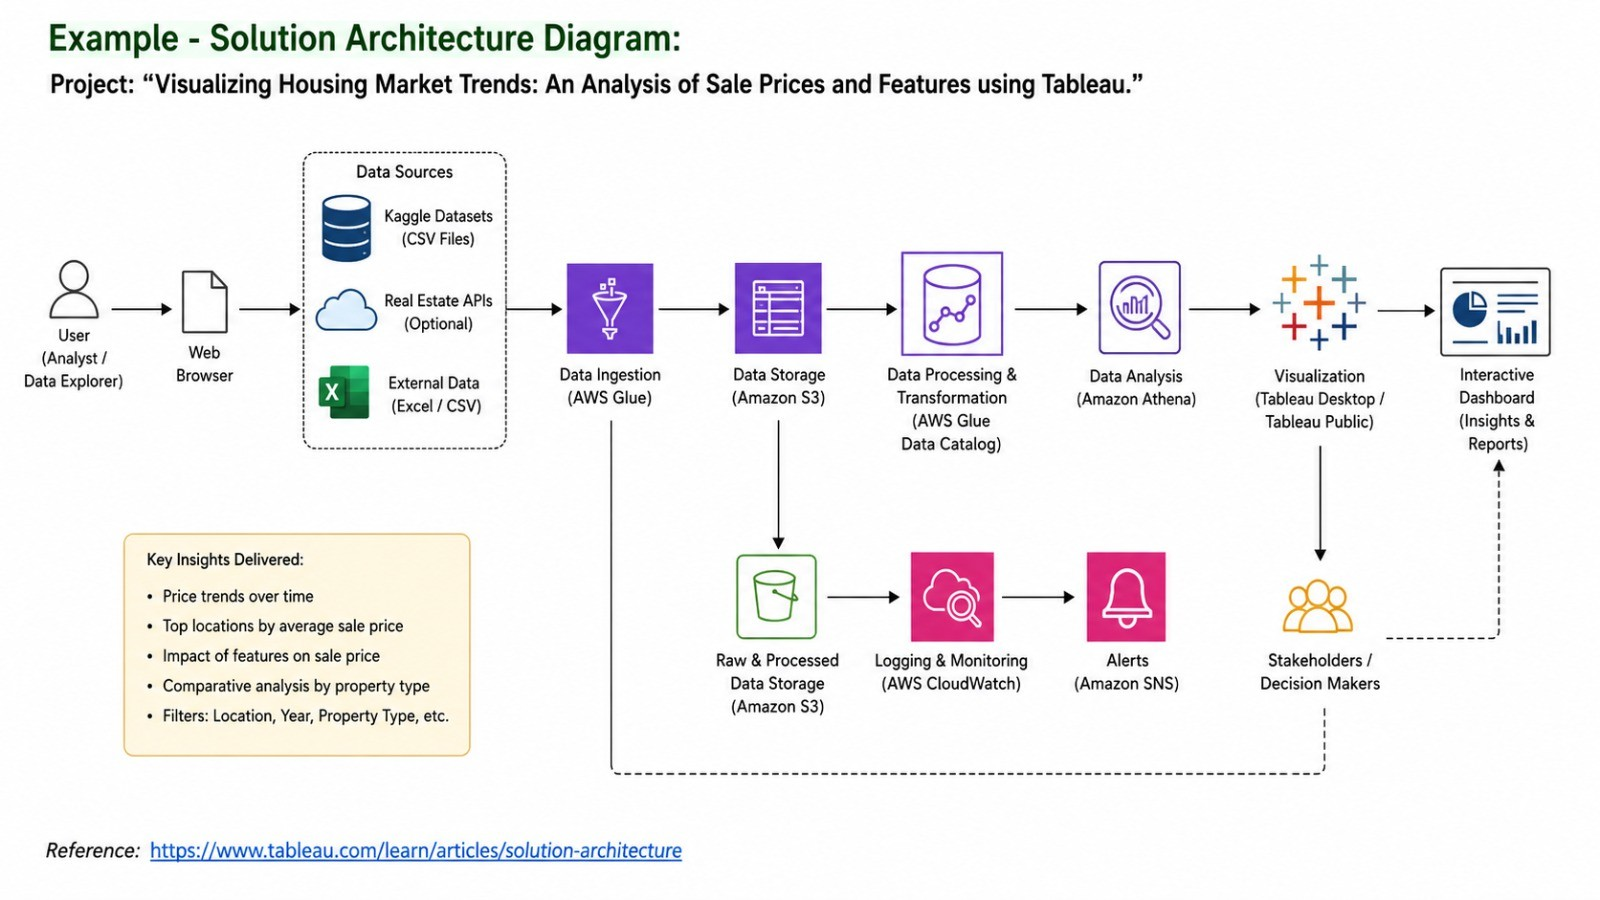 Example - Solution Architecture Diagram:
Project: “Visualizing Housing Market Trends: An Analysis of Sale Prices and Features using Tableau.”
Data Sources
Kaggle Datasets
(CSV Files)
Real Estate APIs
(Optional)
External Data
(Excel / CSV)
X
User
(Analyst /
Data Explorer)
Web
Browser
Data Ingestion
(AWS Glue)
Data Storage
(Amazon S3)
Data Processing &
Transformation
(AWS Glue
Data Catalog)
Data Analysis
(Amazon Athena)
Visualization
(Tableau Desktop /
Tableau Public)
Interactive
Dashboard
(Insights &
Reports)
Key Insights Delivered:
• Price trends over time
• Top locations by average sale price
• Impact of features on sale price
• Comparative analysis by property type
• Filters: Location, Year, Property Type, etc.
Raw & Processed
Data Storage
(Amazon S3)
Logging & Monitoring
(AWS CloudWatch)
Alerts
(Amazon SNS)
Stakeholders /
Decision Makers
Reference: https://www.tableau.com/learn/articles/solution-architecture